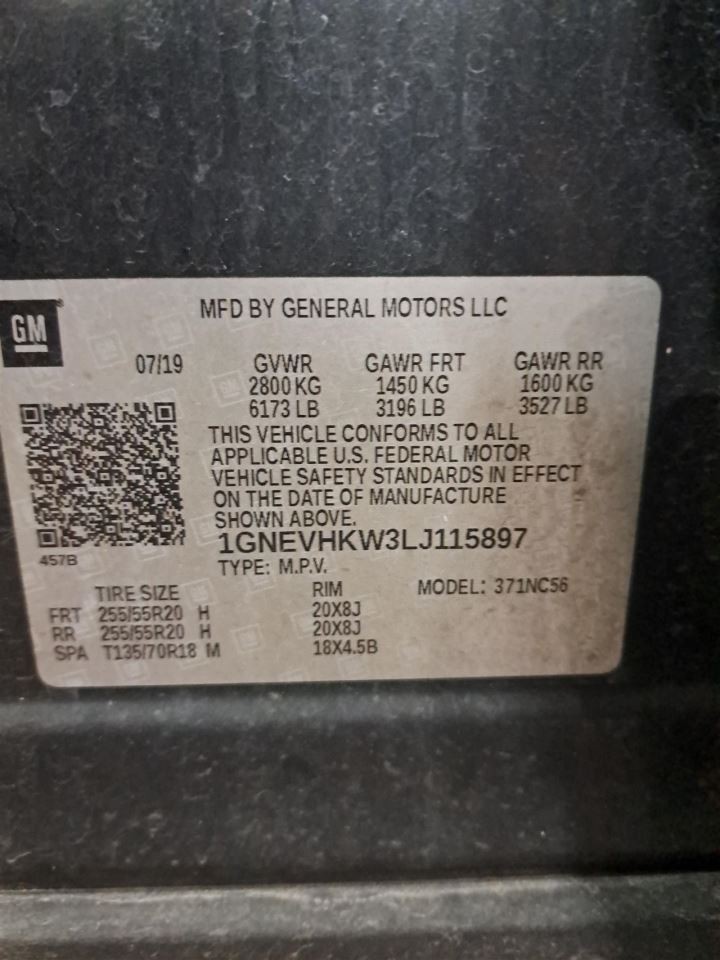 GM
MFD BY GENERAL MOTORS LLC
07/19 GVWR GAWR FRT GAWR RR
2800 KG 1450 KG 1600 KG
6173 LB 3196 LB 3527 LB
THIS VEHICLE CONFORMS TO ALL
APPLICABLE U.S. FEDERAL MOTOR
VEHICLE SAFETY STANDARDS IN EFFECT
ON THE DATE OF MANUFACTURE
SHOWN ABOVE.
457B
1GNEVHKW3LJ115897
TYPE: M.P.V.
TIRE SIZE RIM MODEL: 371NC56
FRT 255/55R20 H 20X8J
RR 255/55R20 H 20X8J
SPA T135/70R18 M 18X4.5B